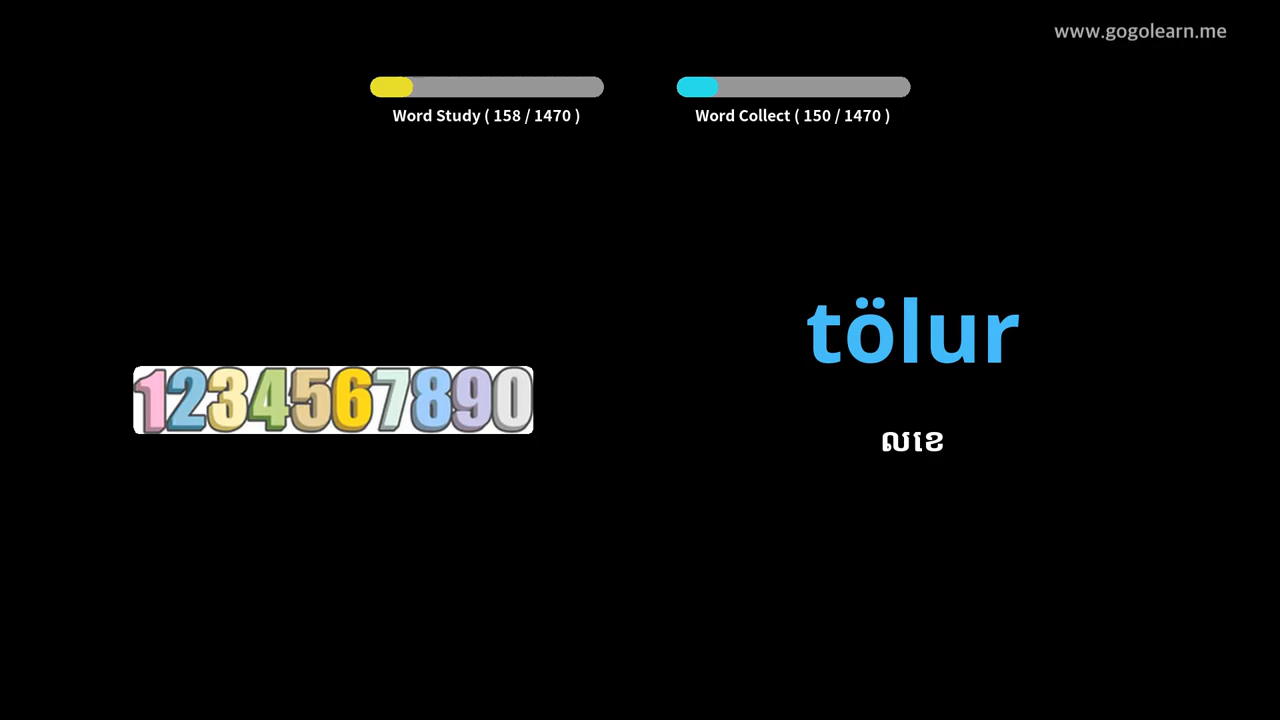 www.gogolearn.me
Word Study ( 158 / 1470 )
Word Collect ( 150 / 1470 )
1234567890
tölur
លេខ